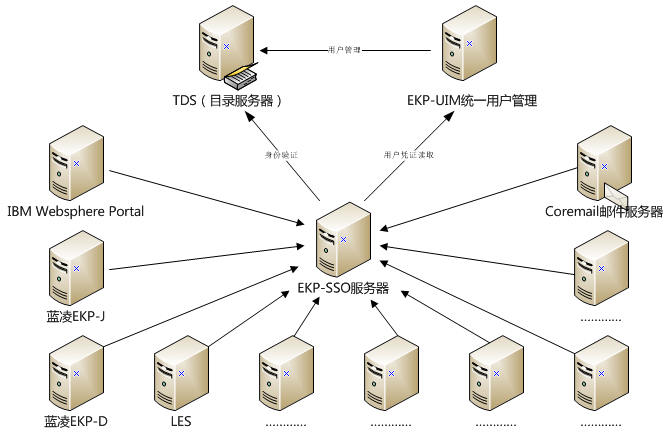 用户管理
TDS（目录服务器）
EKP-UIM统一用户管理
身份验证
用户凭证读取
IBM Websphere Portal
Coremail邮件服务器
EKP-SSO服务器
蓝凌EKP-J
…………
蓝凌EKP-D
LES
…………
…………
…………
…………